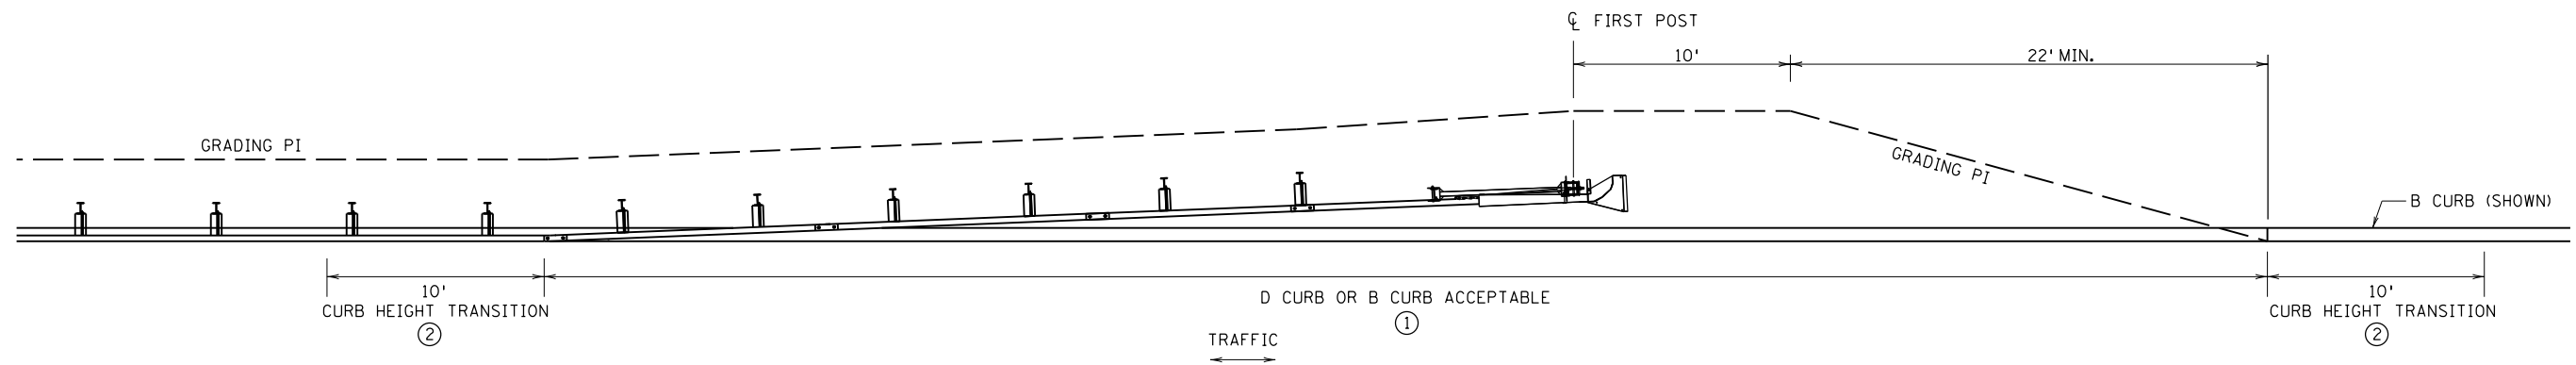 ℄ FIRST POST
10'
22' MIN.
GRADING PI
GRADING PI
B CURB (SHOWN)
10'
CURB HEIGHT TRANSITION
2
D CURB OR B CURB ACCEPTABLE
1
TRAFFIC
10'
CURB HEIGHT TRANSITION
2